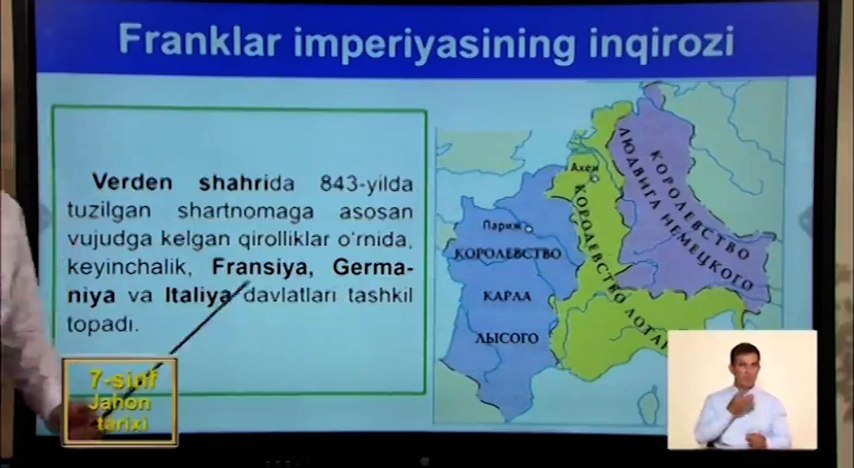 Franklar imperiyasining inqirozi
Verden shahrida 843-yilda
tuzilgan shartnomaga asosan
vujudga kelgan qirolliklar o'rnida,
keyinchalik, Fransiya, Germa-
niya va Italiya davlatlari tashkil
topadi.
Ахен
Париж
КОРОЛЕВСТВО
КАРЛА
ЛЫСОГО
КОРОЛЕВСТВО ЛОТАР
КОРОЛЕВСТВО
ЛЮДВИГА НЕМЕЦКОГО
7-sinf
Jahon
tarixi